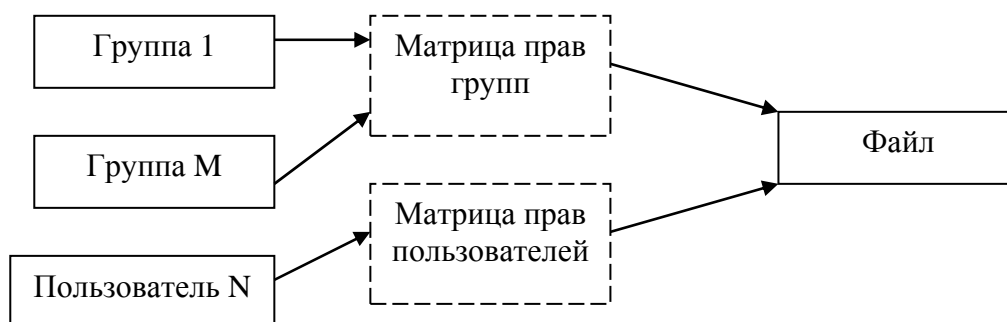 Группа 1
Матрица прав
групп
Файл
Группа M
Матрица прав
пользователей
Пользователь N